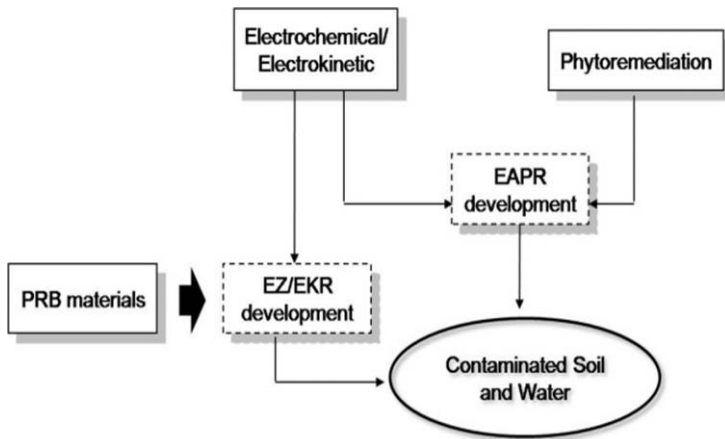 Electrochemical/
Electrokinetic
Phytoremediation
EAPR
development
PRB materials
EZ/EKR
development
Contaminated Soil
and Water